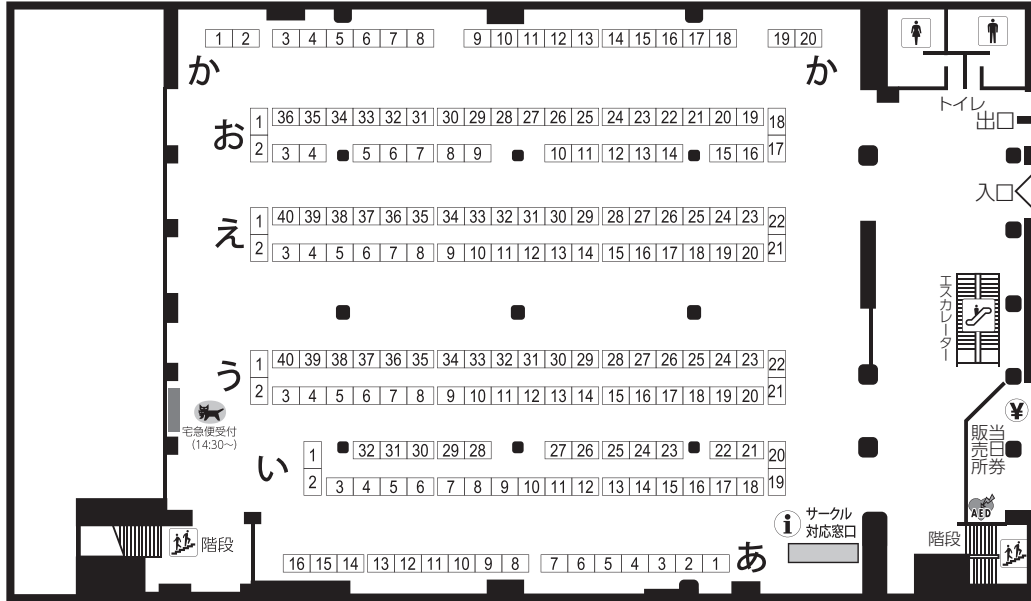 1 2 3 4 5 6 7 8 9 10 11 12 13 14 15 16 17 18 19 20
か か
トイレ
出口
お 1 36 35 34 33 32 31 30 29 28 27 26 25 24 23 22 21 20 19 18
2 3 4 5 6 7 8 9 10 11 12 13 14 15 16 17
入口
え 1 40 39 38 37 36 35 34 33 32 31 30 29 28 27 26 25 24 23 22
2 3 4 5 6 7 8 9 10 11 12 13 14 15 16 17 18 19 20 21
エスカレーター
う 1 40 39 38 37 36 35 34 33 32 31 30 29 28 27 26 25 24 23 22
2 3 4 5 6 7 8 9 10 11 12 13 14 15 16 17 18 19 20 21
宅急便受付
(14:30～)
¥
当日券
販売所
い 1 32 31 30 29 28 27 26 25 24 23 22 21 20
2 3 4 5 6 7 8 9 10 11 12 13 14 15 16 17 18 19
AED
i サークル
対応窓口
階段
階段
16 15 14 13 12 11 10 9 8 7 6 5 4 3 2 1 あ